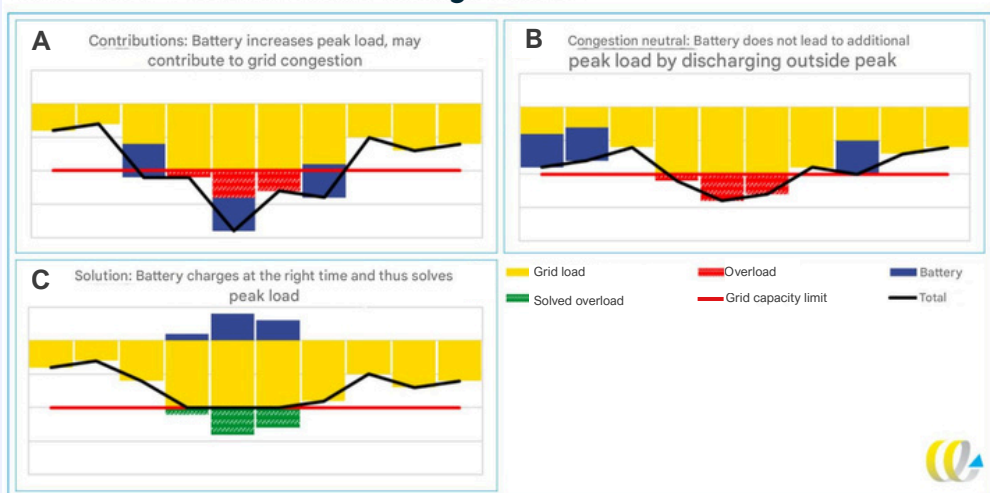 A
Contributions: Battery increases peak load, may
contribute to grid congestion
B
Congestion neutral: Battery does not lead to additional
peak load by discharging outside peak
C
Solution: Battery charges at the right time and thus solves
peak load
Grid load
Overload
Battery
Solved overload
Grid capacity limit
Total